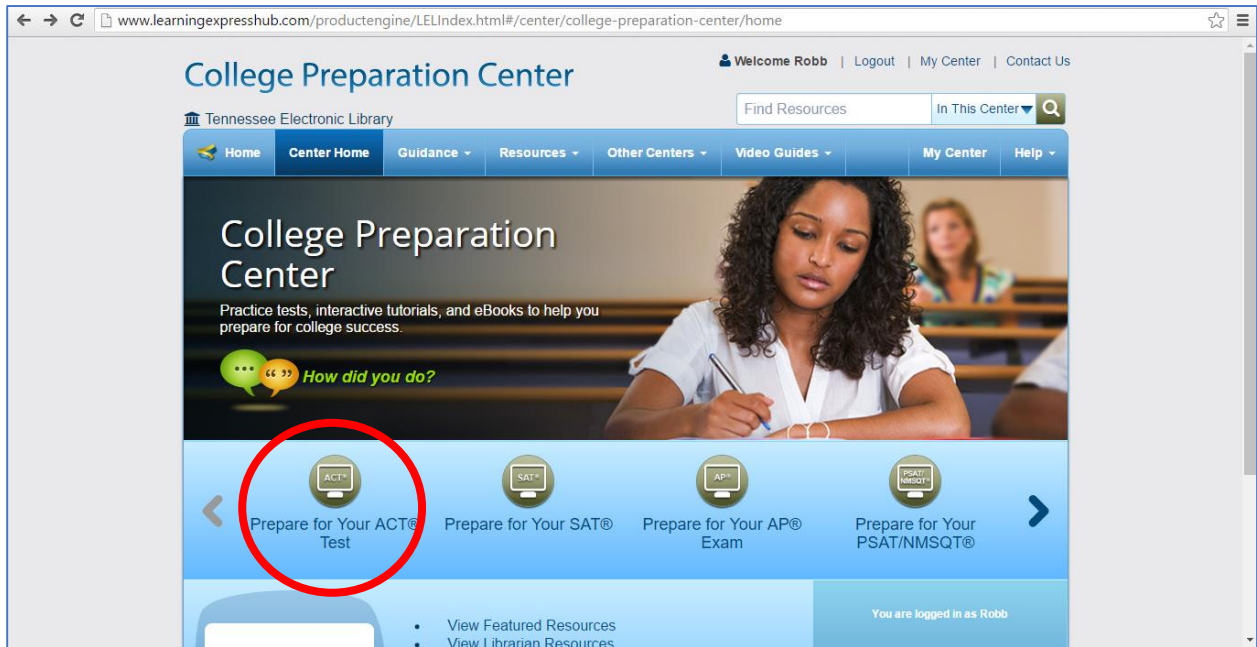 www.learningexpresshub.com/productengine/LELIndex.html#/center/college-preparation-center/home
College Preparation Center
Welcome Robb | Logout | My Center | Contact Us
Tennessee Electronic Library
Find Resources In This Center
Home Center Home Guidance Resources Other Centers Video Guides My Center Help
College Preparation
Center
Practice tests, interactive tutorials, and eBooks to help you
prepare for college success.
How did you do?
ACT® SAT® AP® PSAT/
NMSQT®
Prepare for Your ACT®
Test
Prepare for Your SAT®
Prepare for Your AP®
Exam
Prepare for Your
PSAT/NMSQT®
You are logged in as Robb
• View Featured Resources
• View Librarian Resources